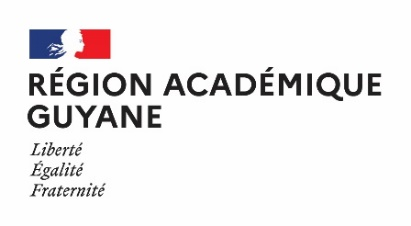 RÉGION ACADÉMIQUE
GUYANE
Liberté
Égalité
Fraternité